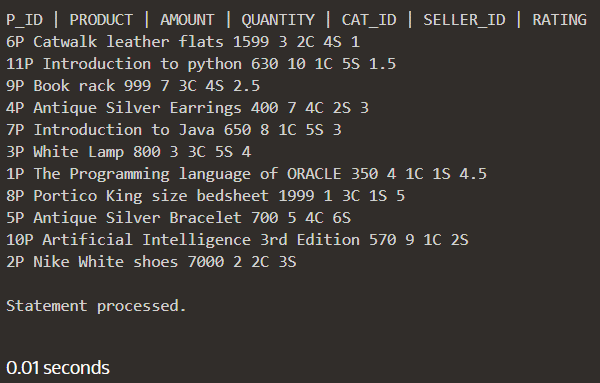 P_ID | PRODUCT | AMOUNT | QUANTITY | CAT_ID | SELLER_ID | RATING
6P Catwalk leather flats 1599 3 2C 4S 1
11P Introduction to python 630 10 1C 5S 1.5
9P Book rack 999 7 3C 4S 2.5
4P Antique Silver Earrings 400 7 4C 2S 3
7P Introduction to Java 650 8 1C 5S 3
3P White Lamp 800 3 3C 5S 4
1P The Programming language of ORACLE 350 4 1C 1S 4.5
8P Portico King size bedsheet 1999 1 3C 1S 5
5P Antique Silver Bracelet 700 5 4C 6S
10P Artificial Intelligence 3rd Edition 570 9 1C 2S
2P Nike White shoes 7000 2 2C 3S
Statement processed.
0.01 seconds